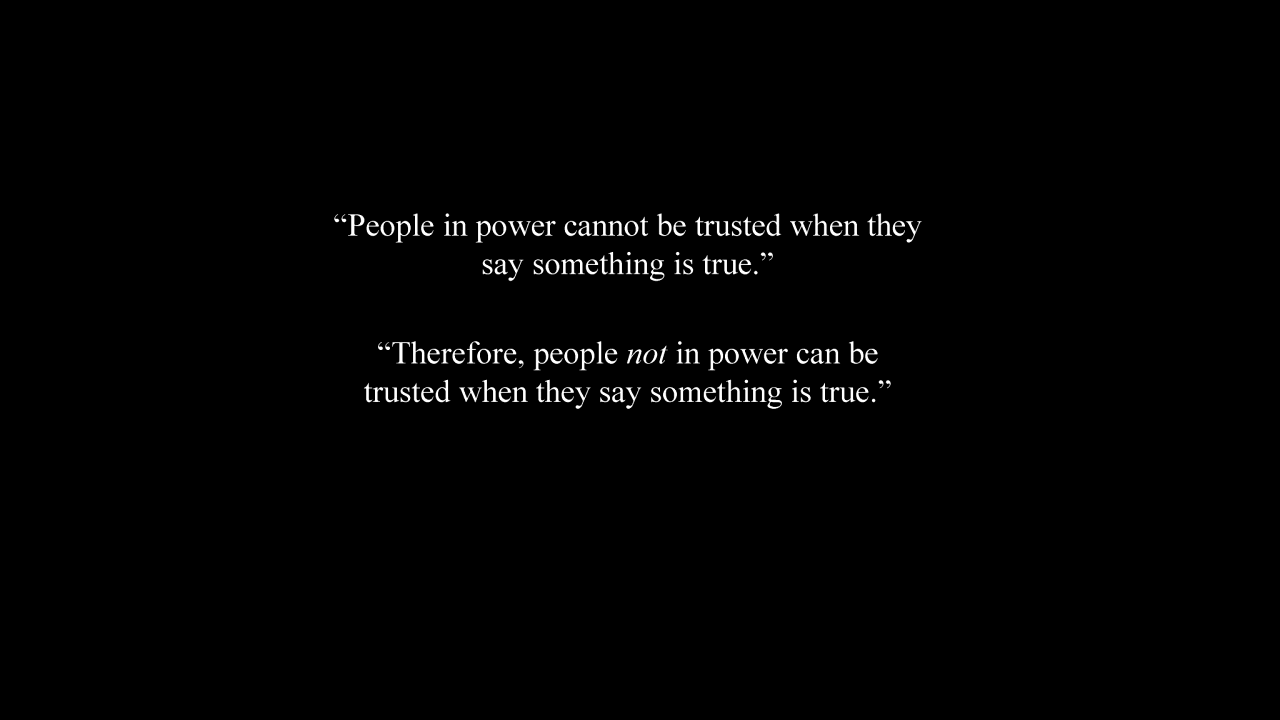 “People in power cannot be trusted when they
say something is true.”
“Therefore, people not in power can be
trusted when they say something is true.”